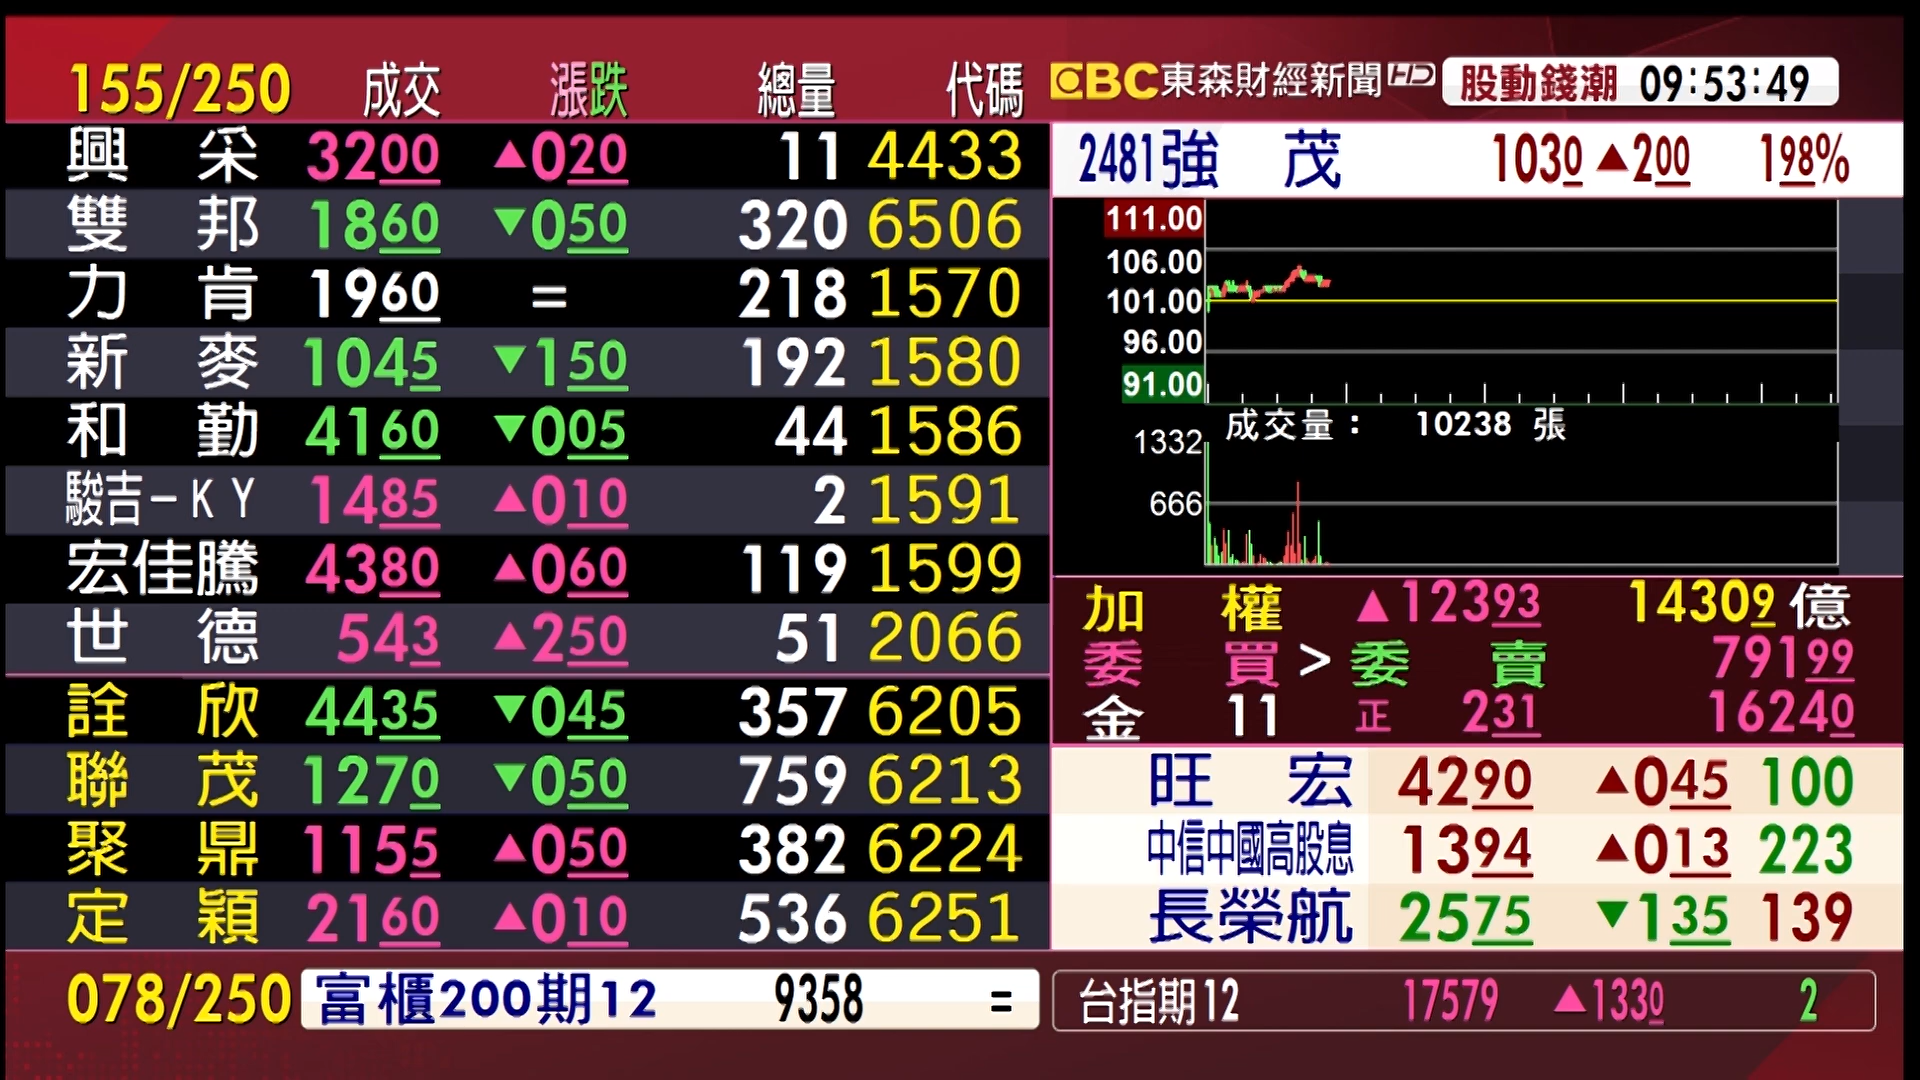 155/250 成交 漲跌 總量 代碼
興采 3200 ▲020 11 4433
雙邦 1860 ▼050 320 6506
力肯 1960 = 218 1570
新麥 1045 ▼150 192 1580
和勤 4160 ▼005 44 1586
駿吉-KY 1485 ▲010 2 1591
宏佳騰 4380 ▲060 119 1599
世德 543 ▲250 51 2066
詮欣 4435 ▼045 357 6205
聯茂 1270 ▼050 759 6213
聚鼎 1155 ▲050 382 6224
定穎 2160 ▲010 536 6251
078/250 富櫃200期12 9358 =
EBC東森財經新聞HD 股動錢潮 09:53:49
2481強茂 1030 ▲200 198%
111.00
106.00
101.00
96.00
91.00
成交量: 10238 張
1332
666
加權 ▲12393 14309億
委買>委賣 79199
金 11 正 231 16240
旺宏 4290 ▲045 100
中信中國高股息 1394 ▲013 223
長榮航 2575 ▼135 139
台指期12 17579 ▲1330 2